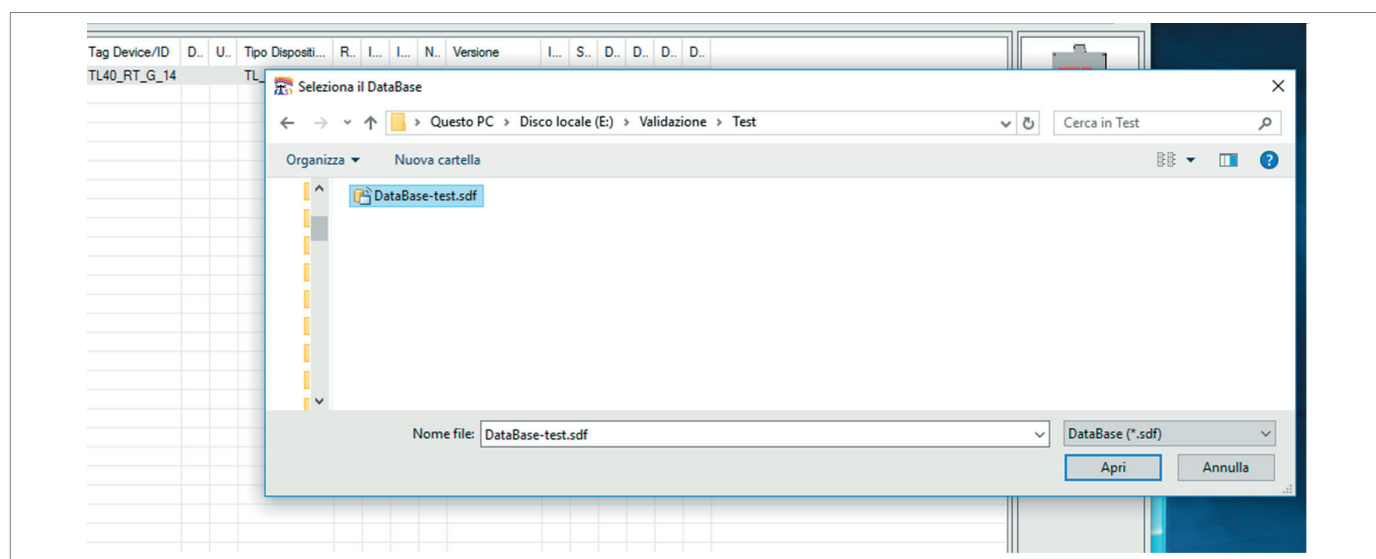 Tag Device/ID D.. U.. Tipo Dispositi... R.. I... I... N.. Versione I... S.. D.. D.. D.. D..
TL40_RT_G_14 TL_
Seleziona il DataBase
Questo PC > Disco locale (E:) > Validazione > Test
Cerca in Test
Organizza Nuova cartella
DataBase-test.sdf
Nome file: DataBase-test.sdf DataBase (*.sdf)
Apri Annulla